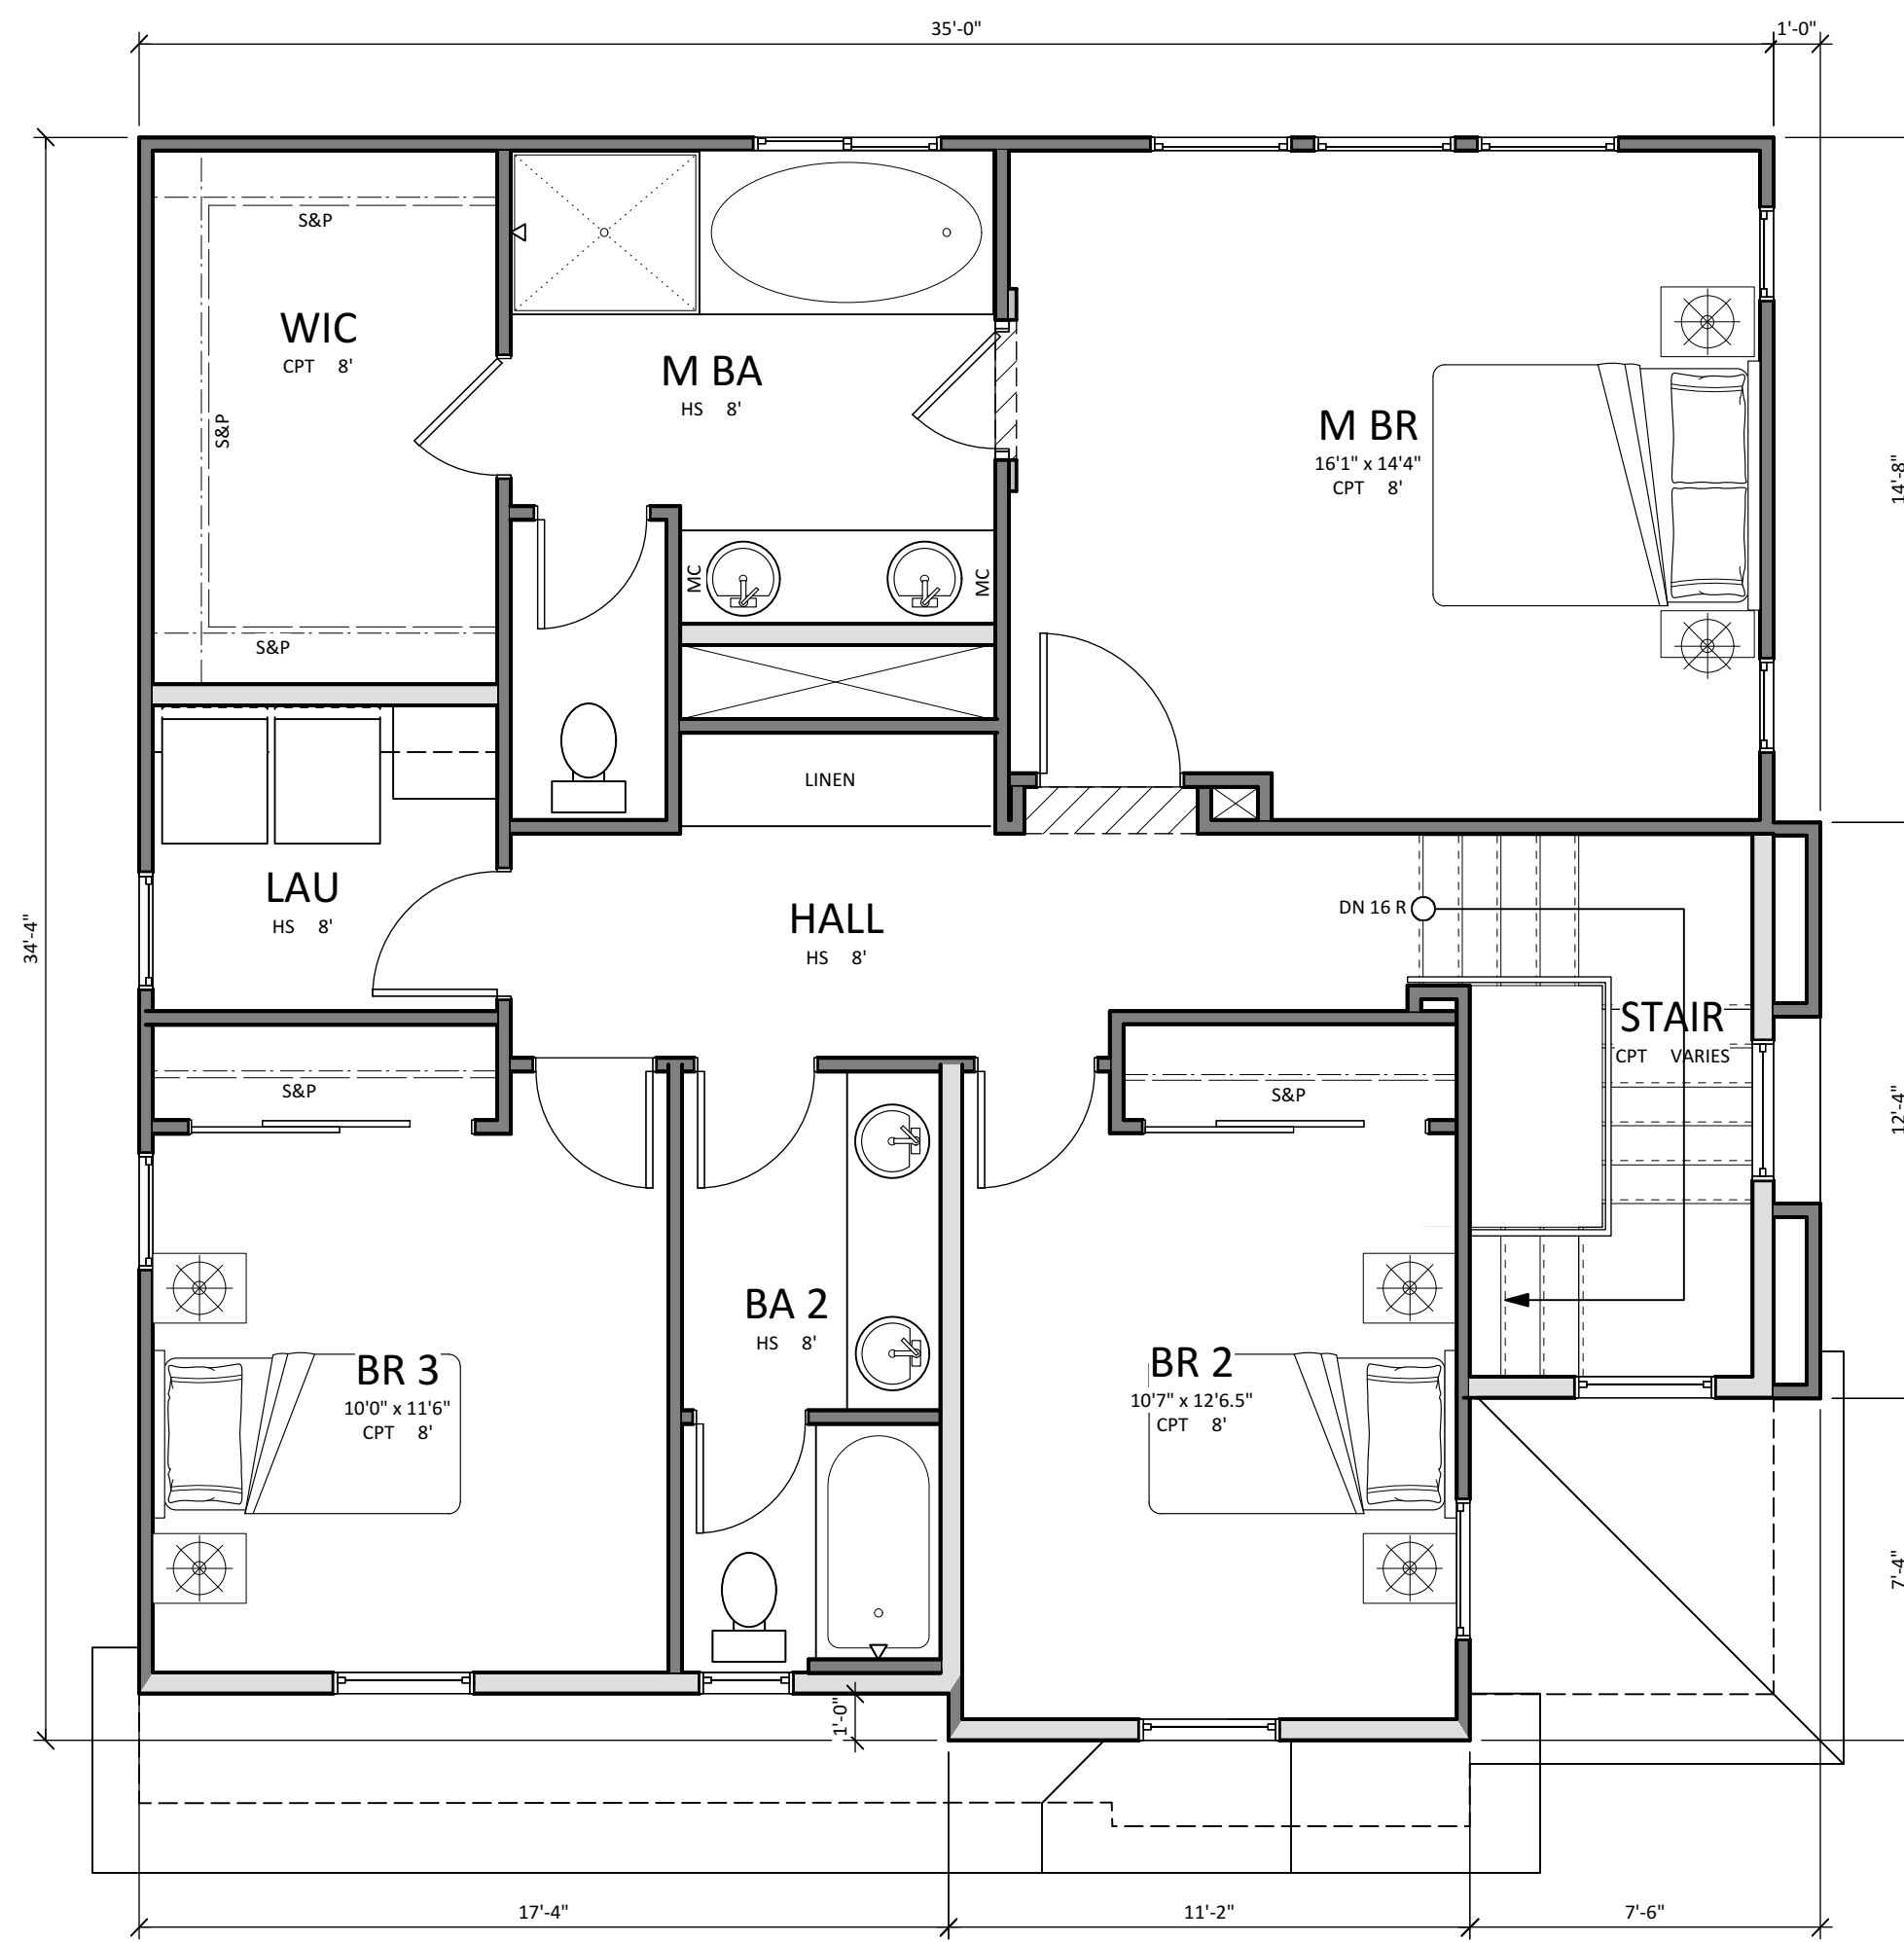 35'-0"
1'-0"
S&P
WIC
CPT 8'
S&P
S&P
M BA
HS 8'
M BR
16'1" x 14'4"
CPT 8'
14'-8"
MC
MC
LINEN
LAU
HS 8'
HALL
HS 8'
DN 16 R
34'-4"
STAIR
CPT VARIES
S&P
S&P
12'-4"
BA 2
HS 8'
BR 3
10'0" x 11'6"
CPT 8'
BR 2
10'7" x 12'6.5"
CPT 8'
7'-4"
1'-0"
17'-4"
11'-2"
7'-6"